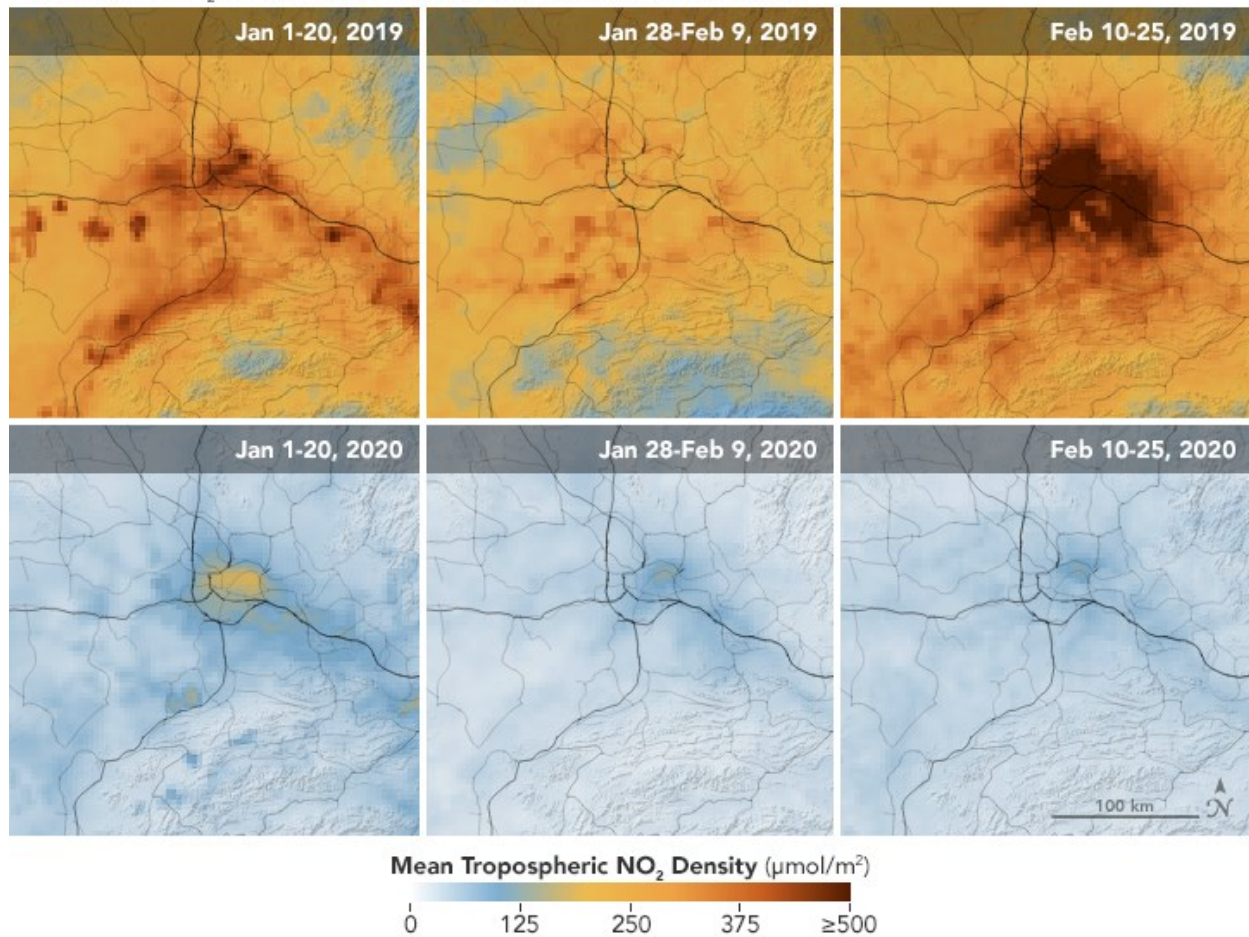 Jan 1-20, 2019
Jan 28-Feb 9, 2019
Feb 10-25, 2019
Jan 1-20, 2020
Jan 28-Feb 9, 2020
Feb 10-25, 2020
100 km
N
Mean Tropospheric NO₂ Density (µmol/m²)
0 125 250 375 ≥500